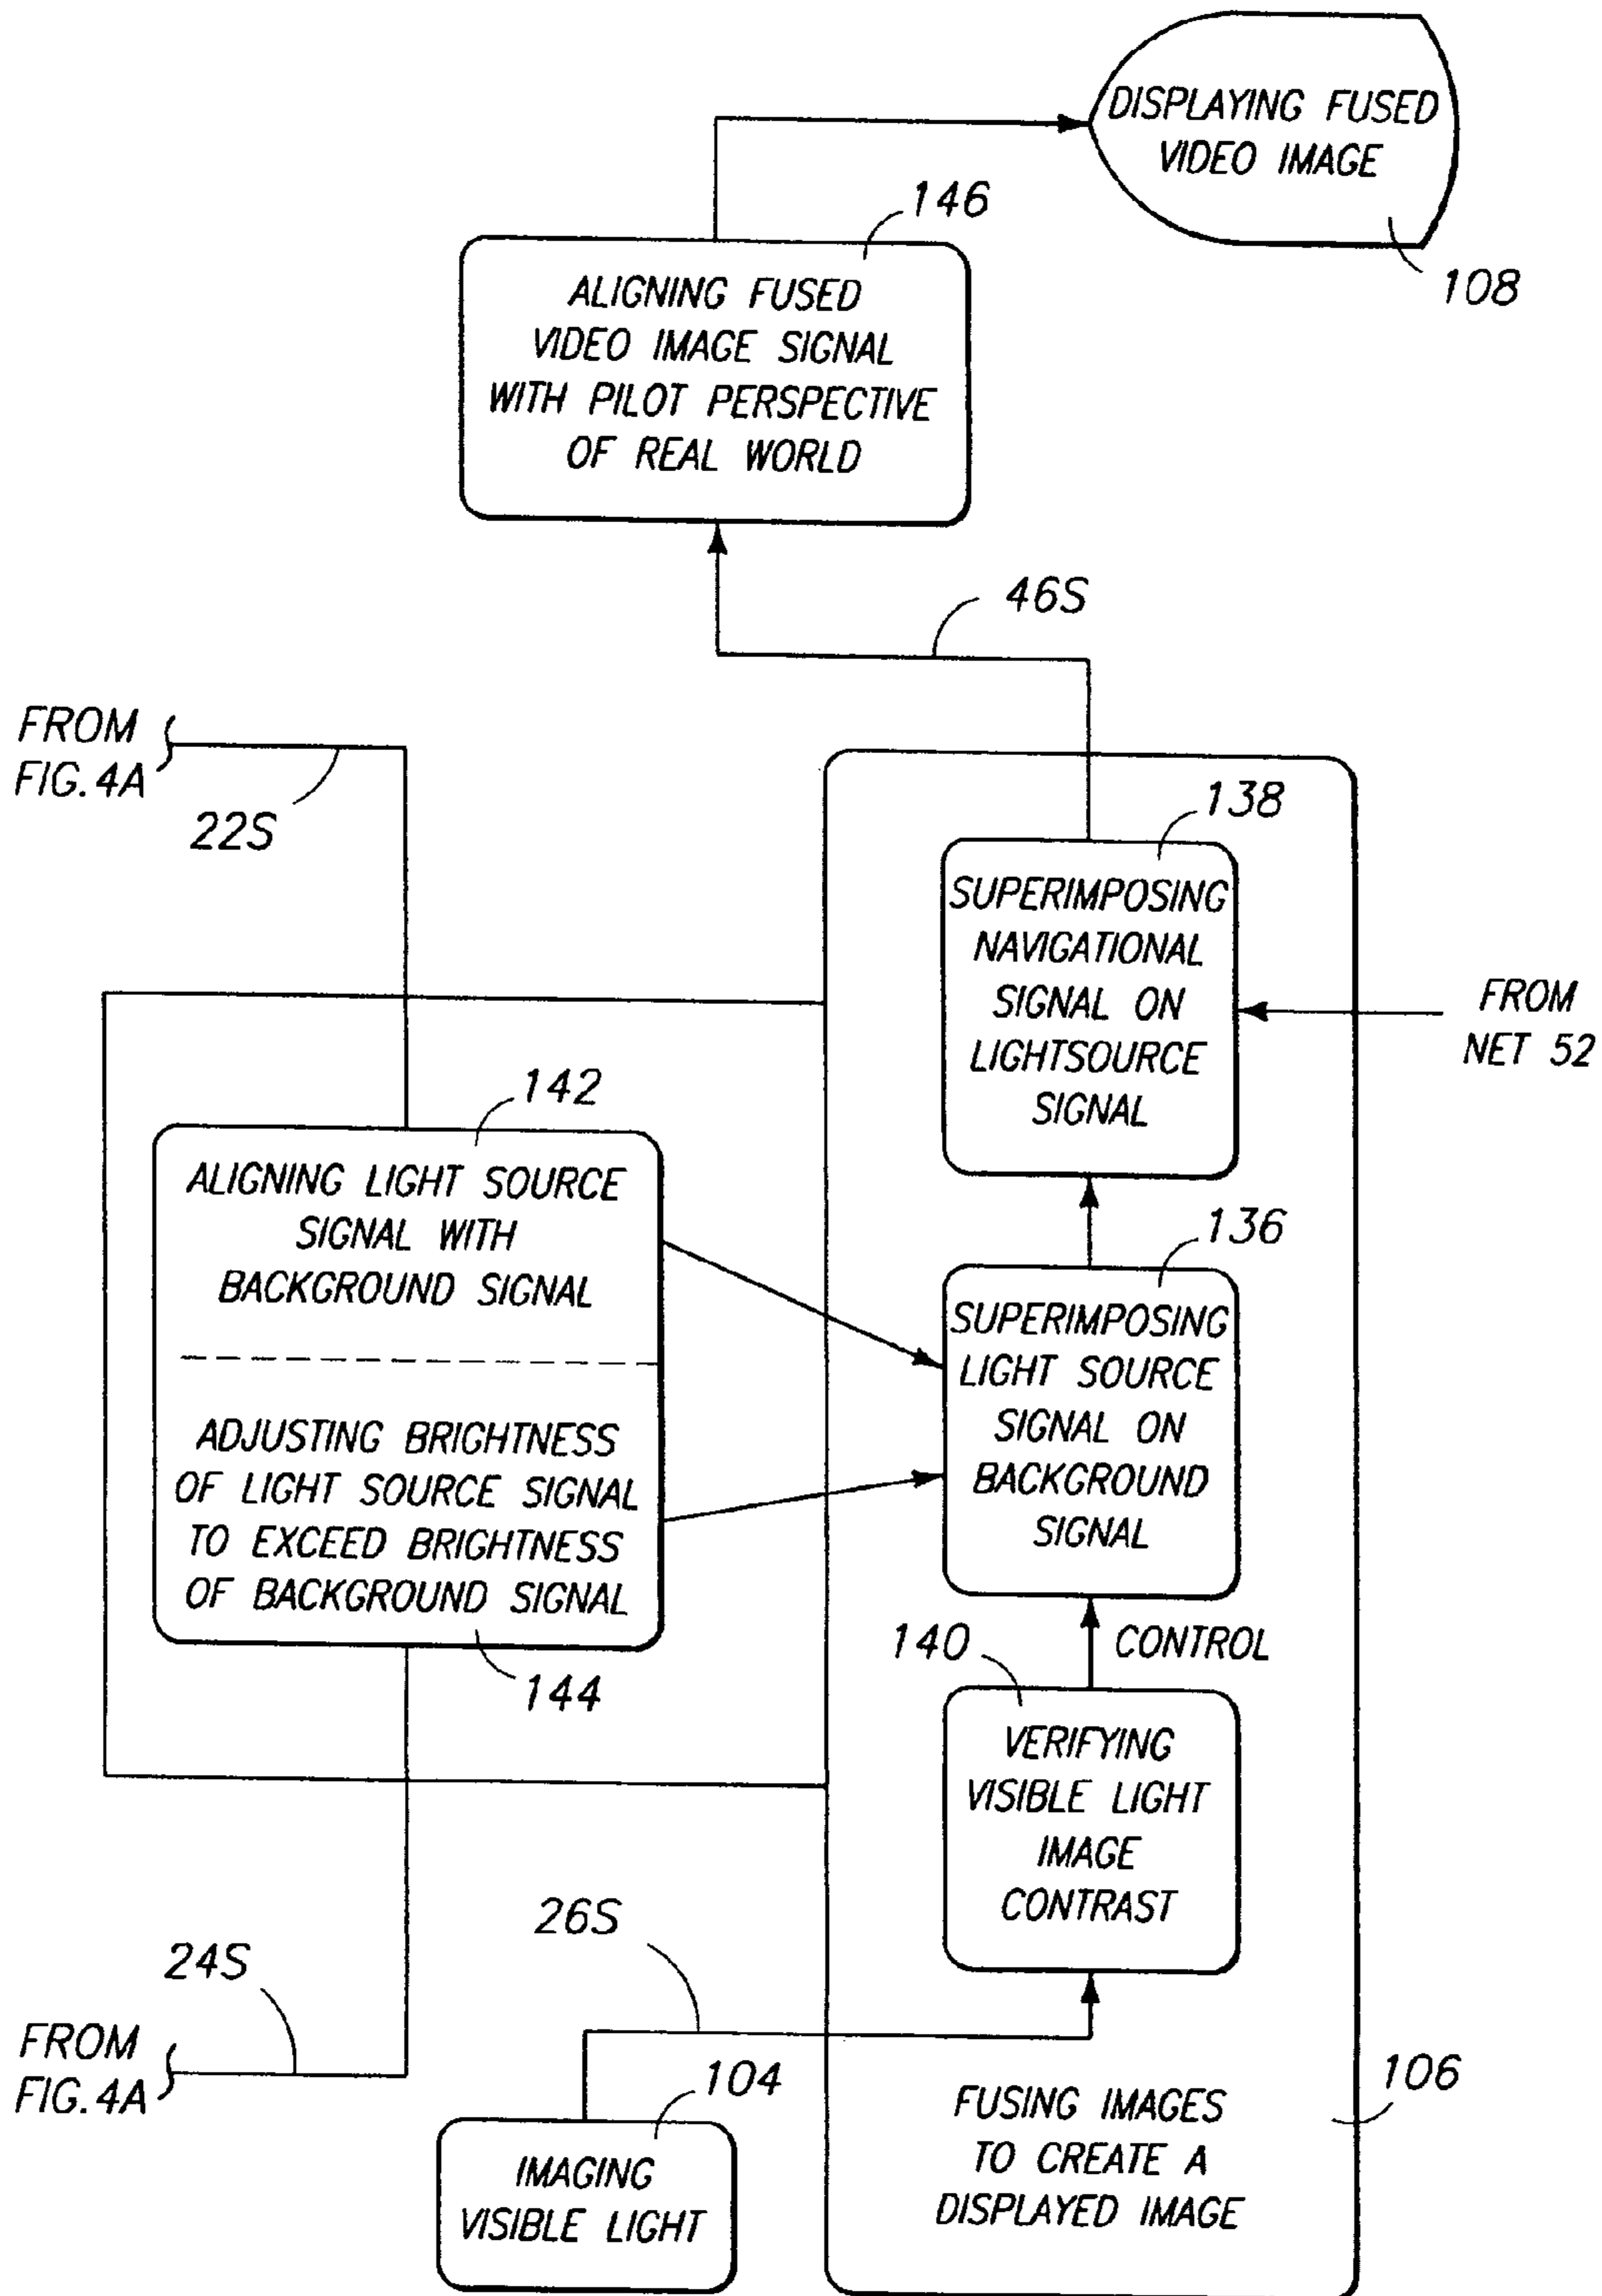 DISPLAYING FUSED
VIDEO IMAGE
108
146
ALIGNING FUSED
VIDEO IMAGE SIGNAL
WITH PILOT PERSPECTIVE
OF REAL WORLD
46S
FROM
FIG. 4A
22S
138
SUPERIMPOSING
NAVIGATIONAL
SIGNAL ON
LIGHTSOURCE
SIGNAL
FROM
NET 52
142
ALIGNING LIGHT SOURCE
SIGNAL WITH
BACKGROUND SIGNAL
ADJUSTING BRIGHTNESS
OF LIGHT SOURCE SIGNAL
TO EXCEED BRIGHTNESS
OF BACKGROUND SIGNAL
144
136
SUPERIMPOSING
LIGHT SOURCE
SIGNAL ON
BACKGROUND
SIGNAL
CONTROL
140
VERIFYING
VISIBLE LIGHT
IMAGE
CONTRAST
26S
24S
FROM
FIG. 4A
104
IMAGING
VISIBLE LIGHT
106
FUSING IMAGES
TO CREATE A
DISPLAYED IMAGE